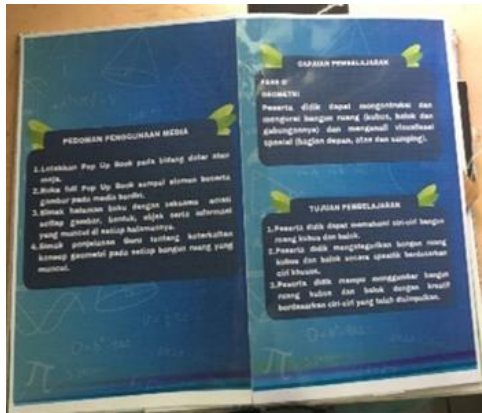 PEDOMAN PENGGUNAAN MEDIA
1. Letakkan Pop Up Book pada bidang datar atau
meja.
2. Buka full Pop Up Book sampai elemen beserta
gambar pada media berdiri.
3. Simak halaman buku dengan seksama amati
setiap gambar, bentuk, objek serta informasi
yang muncul di setiap halamannya.
4. Simak penjelasan Guru tentang keterkaitan
konsep geometri pada setiap bangun ruang yang
muncul.
CAPAIAN PEMBELAJARAN
FASE
GEOMETRI
Peserta didik dapat mengontruksi dan
mengurai bangun ruang (kubus, balok dan
gabungannya) dan mengenali visualisasi
spasial (bagian depan, atas dan samping).
TUJUAN PEMBELAJARAN
1. Peserta didik dapat memahami ciri-ciri bangun
ruang kubus dan balok.
2. Peserta didik mengategorikan bangun ruang
kubus dan balok secara spesifik berdasarkan
ciri khusus.
3. Peserta didik mampu menggambar bangun
ruang kubus dan balok dengan kreatif
berdasarkan ciri-ciri yang telah disimpulkan.